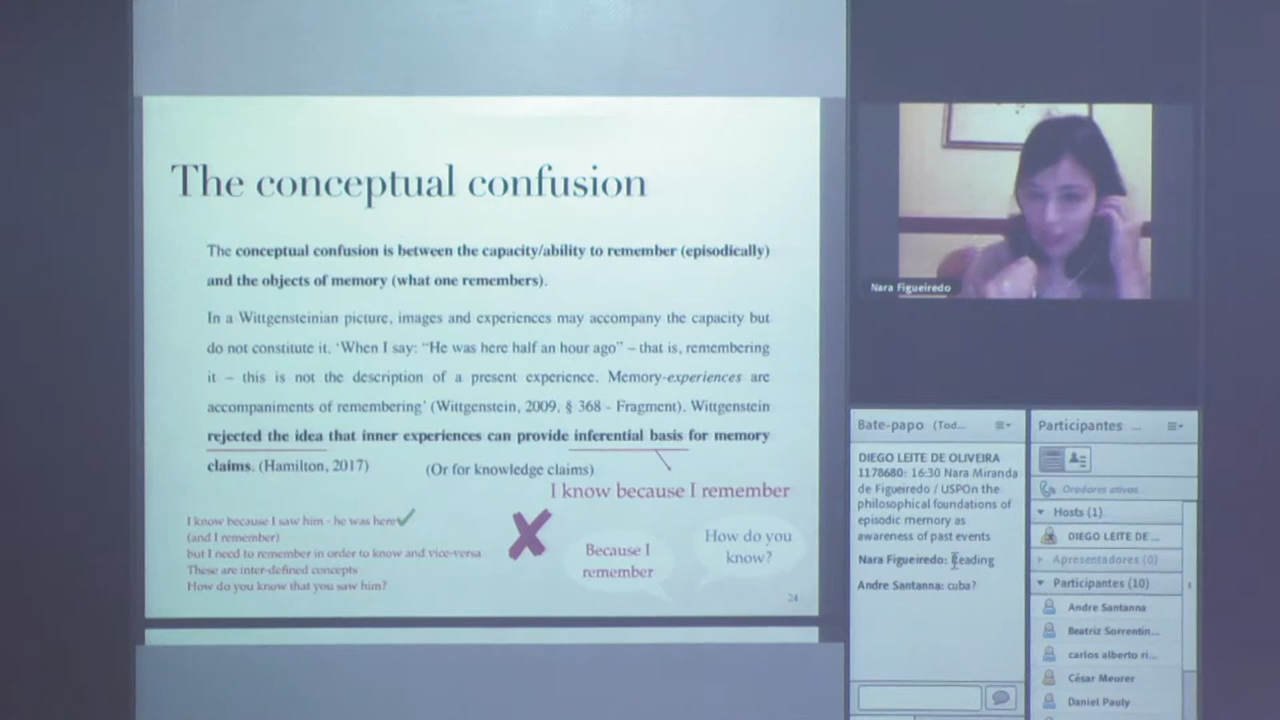 The conceptual confusion
The conceptual confusion is between the capacity/ability to remember (episodically)
and the objects of memory (what one remembers).
In a Wittgensteinian picture, images and experiences may accompany the capacity but
do not constitute it. 'When I say: "He was here half an hour ago" – that is, remembering
it – this is not the description of a present experience. Memory-experiences are
accompaniments of remembering' (Wittgenstein, 2009, § 368 - Fragment). Wittgenstein
rejected the idea that inner experiences can provide inferential basis for memory
claims. (Hamilton, 2017)
(Or for knowledge claims)
I know because I remember
I know because I saw him - he was here
(and I remember)
but I need to remember in order to know and vice-versa
These are inter-defined concepts
How do you know that you saw him?
Because I
remember
How do you
know?
24
Nara Figueiredo
Bate-papo (Tod...
DIEGO LEITE DE OLIVEIRA
1178680: 16:30 Nara Miranda
de Figueiredo / USPOn the
philosophical foundations of
episodic memory as
awareness of past events
Nara Figueiredo: Reading
Andre Santanna: cuba?
Participantes ...
Oradores ativos
Hosts (1)
DIEGO LEITE DE ...
Apresentadores (0)
Participantes (10)
Andre Santanna
Beatriz Sorrentin...
carlos alberto ri...
César Meurer
Daniel Pauly